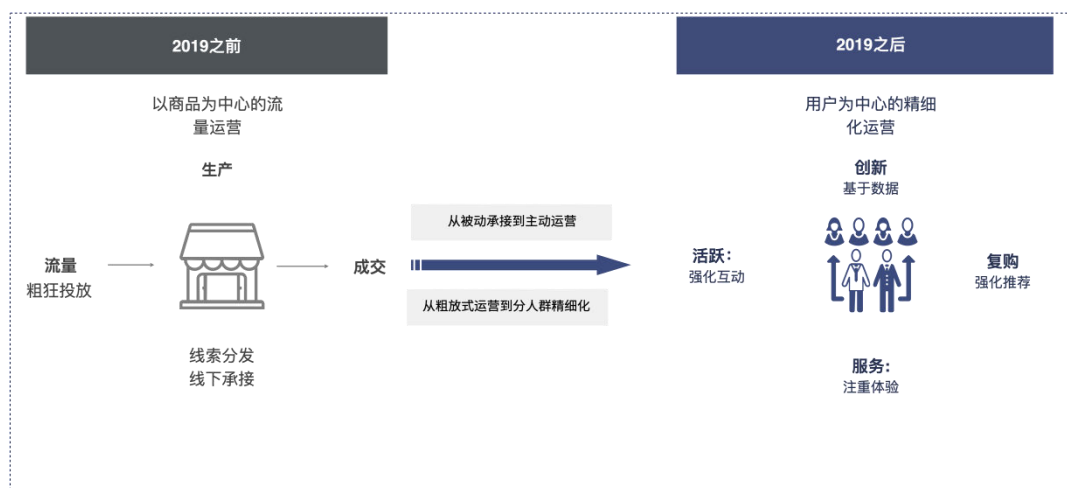 2019之前
以商品为中心的流
量运营
生产
流量
粗狂投放
成交
线索分发
线下承接
从被动承接到主动运营
从粗放式运营到分人群精细化
2019之后
用户为中心的精细
化运营
创新
基于数据
活跃：
强化互动
复购
强化推荐
服务：
注重体验